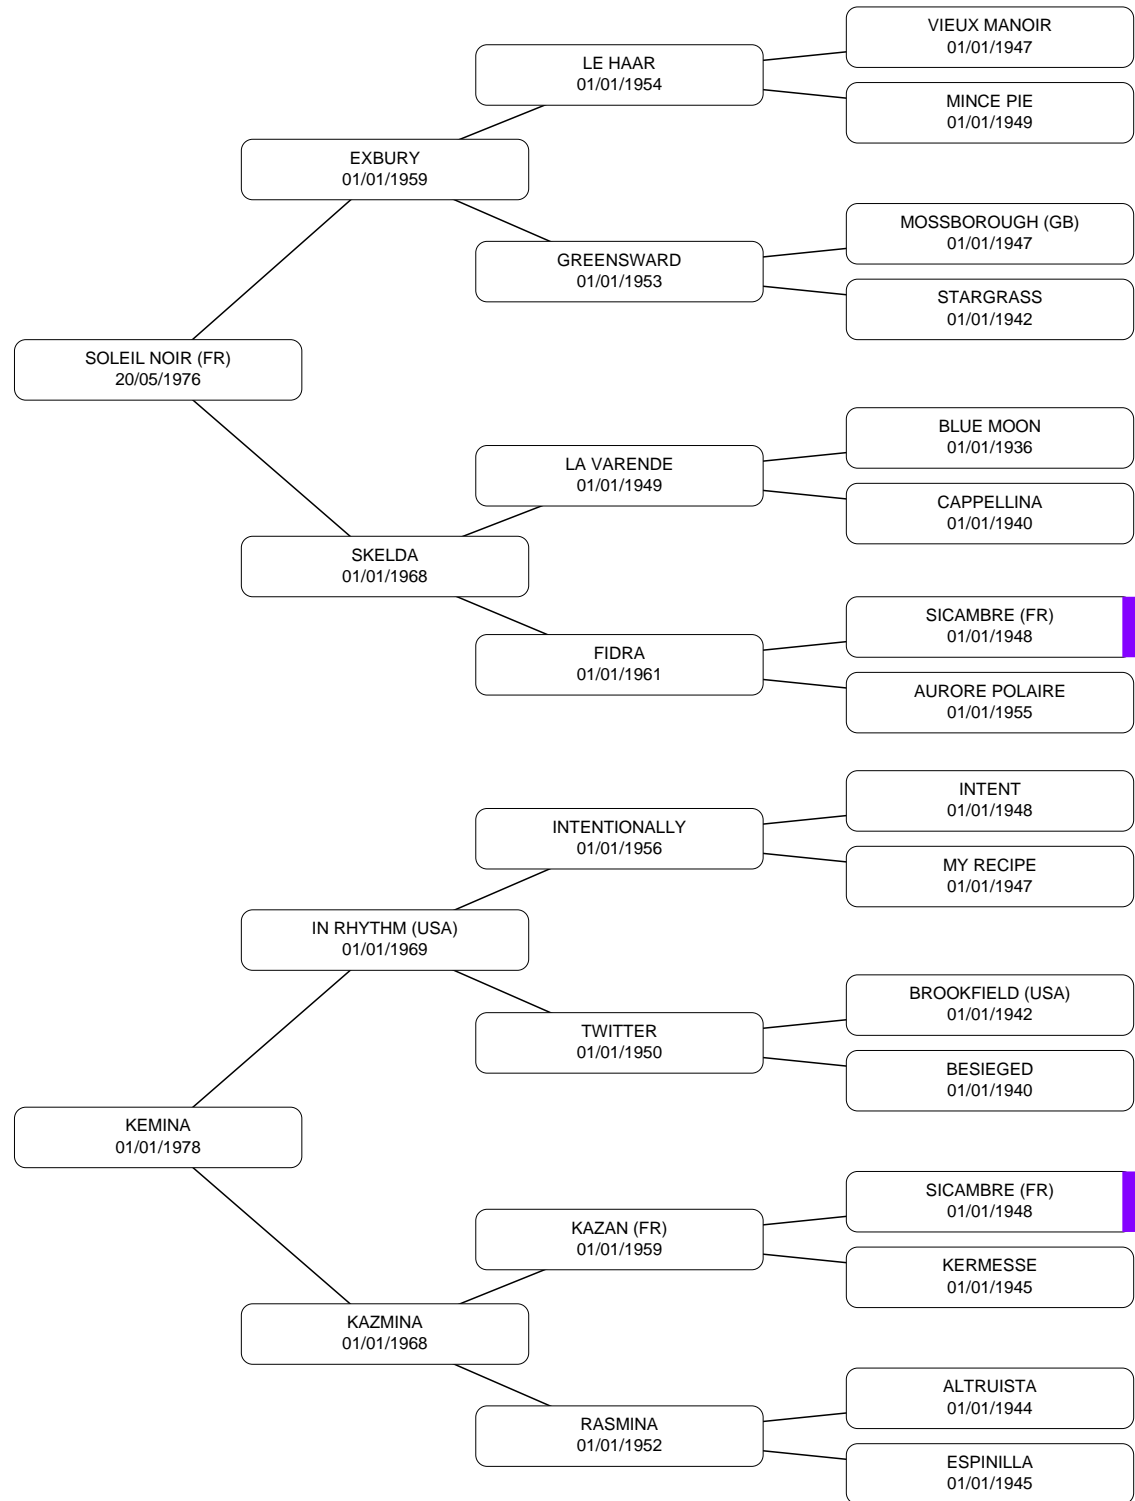 VIEUX MANOIR
01/01/1947
LE HAAR
01/01/1954
MINCE PIE
01/01/1949
EXBURY
01/01/1959
MOSSBOROUGH (GB)
01/01/1947
GREENSWARD
01/01/1953
STARGRASS
01/01/1942
SOLEIL NOIR (FR)
20/05/1976
BLUE MOON
01/01/1936
LA VARENDE
01/01/1949
CAPPELLINA
01/01/1940
SKELDA
01/01/1968
SICAMBRE (FR)
01/01/1948
FIDRA
01/01/1961
AURORE POLAIRE
01/01/1955
INTENT
01/01/1948
INTENTIONALLY
01/01/1956
MY RECIPE
01/01/1947
IN RHYTHM (USA)
01/01/1969
BROOKFIELD (USA)
01/01/1942
TWITTER
01/01/1950
BESIEGED
01/01/1940
KEMINA
01/01/1978
SICAMBRE (FR)
01/01/1948
KAZAN (FR)
01/01/1959
KERMESSE
01/01/1945
KAZMINA
01/01/1968
ALTRUISTA
01/01/1944
RASMINA
01/01/1952
ESPINILLA
01/01/1945